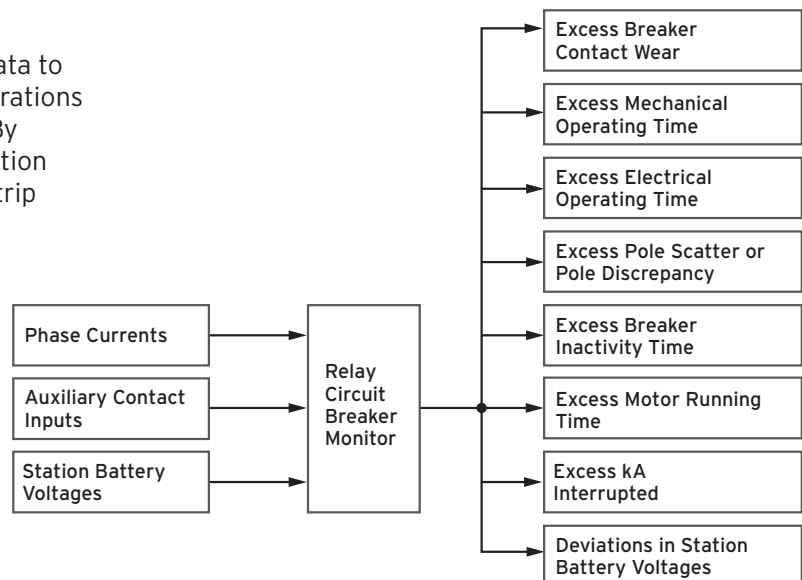 ata to
rations
By
tion
trip
Phase Currents
Auxiliary Contact
Inputs
Station Battery
Voltages
Relay
Circuit
Breaker
Monitor
Excess Breaker
Contact Wear
Excess Mechanical
Operating Time
Excess Electrical
Operating Time
Excess Pole Scatter or
Pole Discrepancy
Excess Breaker
Inactivity Time
Excess Motor Running
Time
Excess kA
Interrupted
Deviations in Station
Battery Voltages